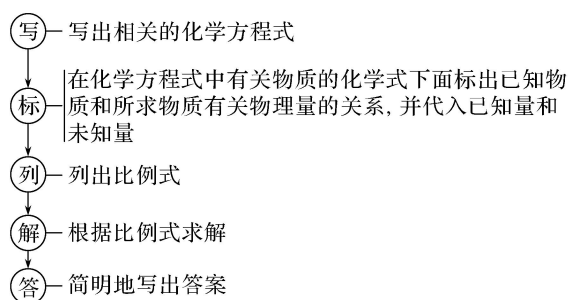 写 写出相关的化学方程式
在化学方程式中有关物质的化学式下面标出已知物
标 质和所求物质有关物理量的关系,并代入已知量和
未知量
列 列出比例式
解 根据比例式求解
答 简明地写出答案